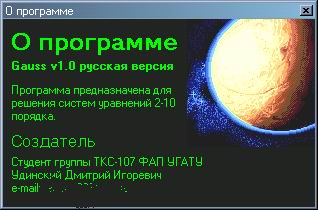 О программе
О программе
Gauss v1.0 русская версия
Программа предназначена для
решения систем уравнений 2-10
порядка.
Создатель
Студент группы ТКС-107 ФАП УГАТУ
Удинский Дмитрий Игоревич
e-mail: